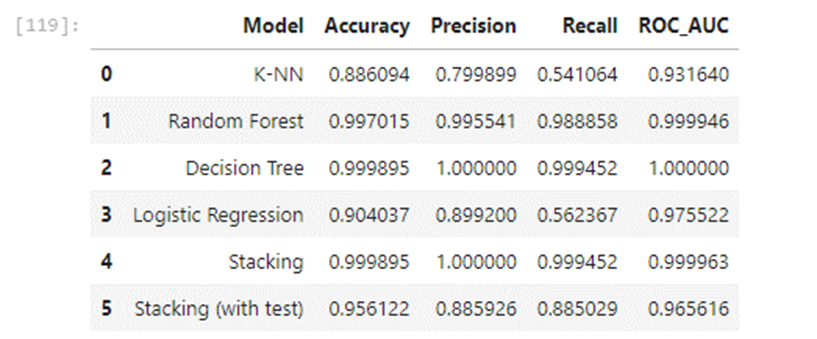 [119]: Model Accuracy Precision Recall ROC_AUC
0 K-NN 0.886094 0.799899 0.541064 0.931640
1 Random Forest 0.997015 0.995541 0.988858 0.999946
2 Decision Tree 0.999895 1.000000 0.999452 1.000000
3 Logistic Regression 0.904037 0.899200 0.562367 0.975522
4 Stacking 0.999895 1.000000 0.999452 0.999963
5 Stacking (with test) 0.956122 0.885926 0.885029 0.965616